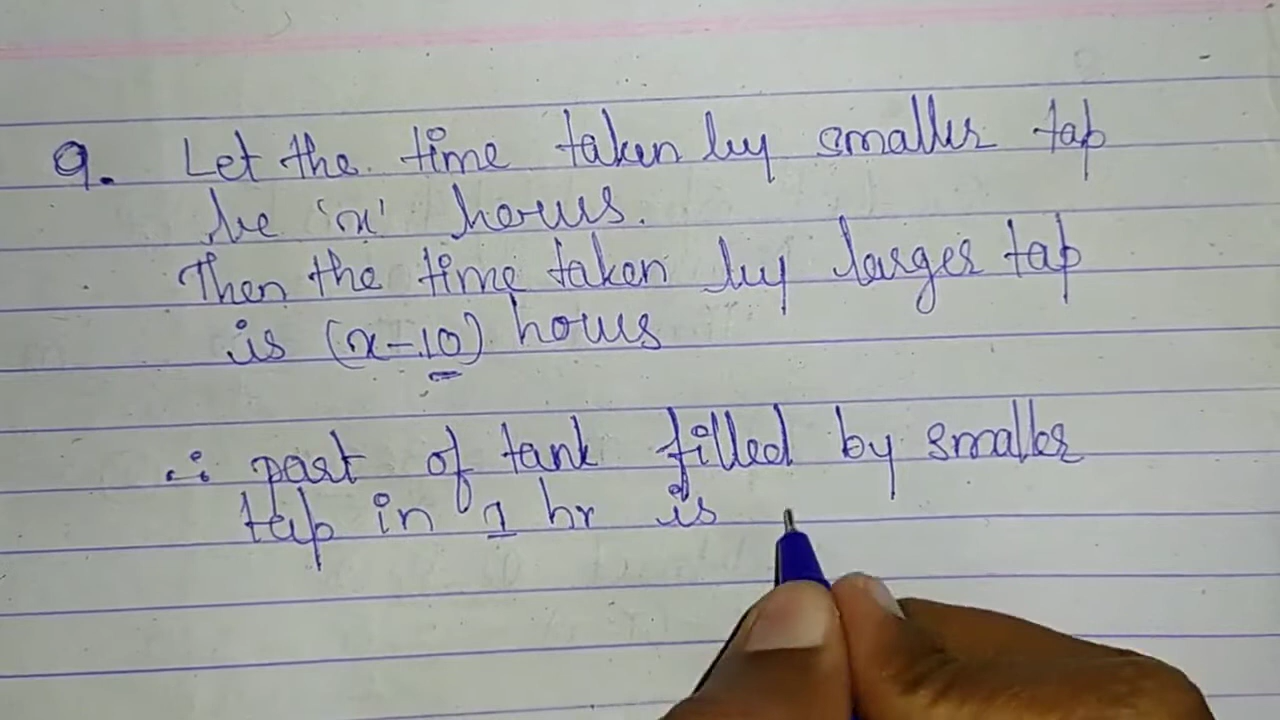 9. Let the time taken by smaller tap
be 'x' hours.
Then the time taken by larger tap
is (x-10) hours
∴ part of tank filled by smaller
tap in 1 hr is